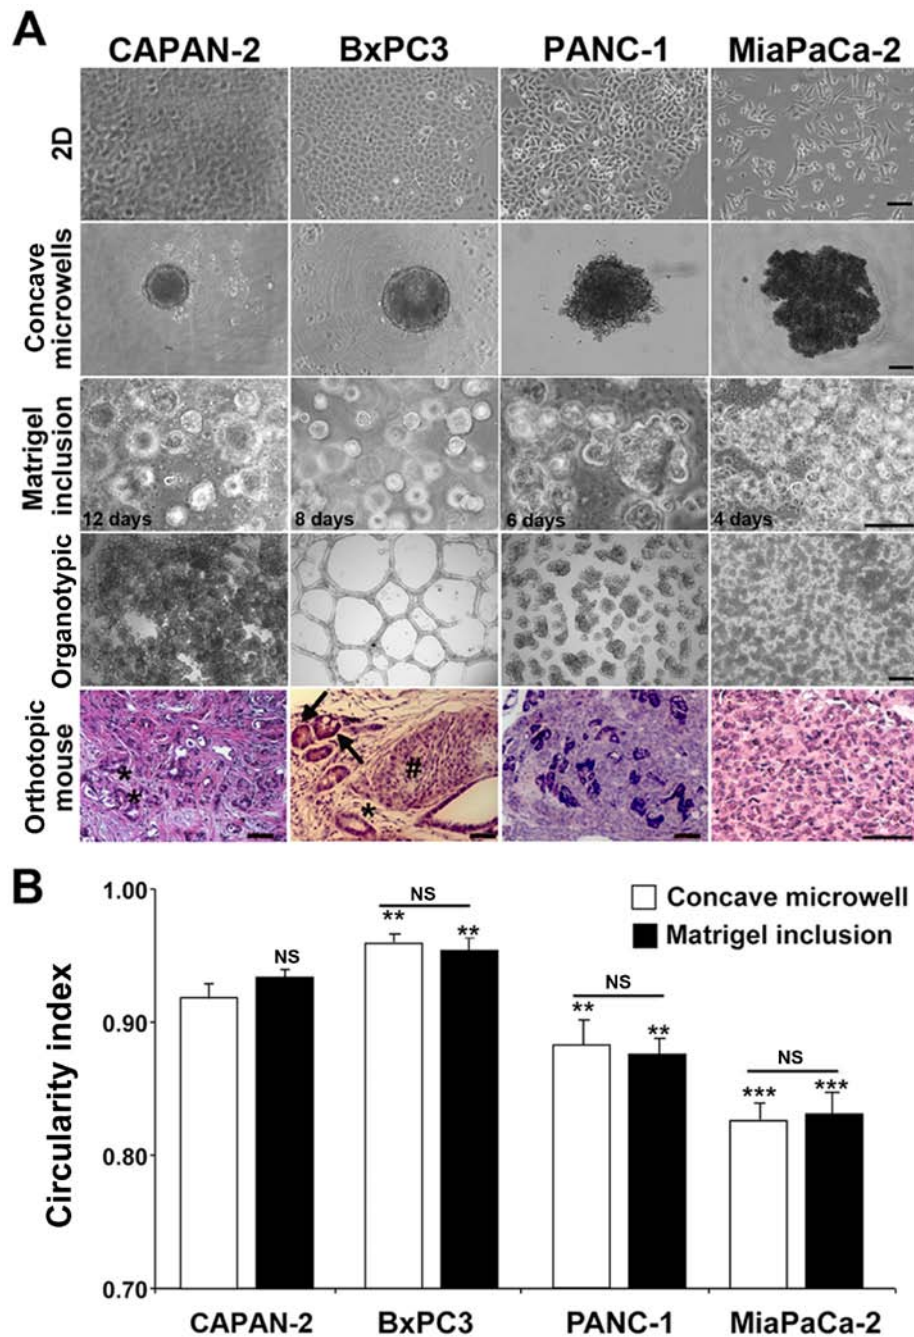 A
CAPAN-2 BxPC3 PANC-1 MiaPaCa-2
2D
Concave
microwells
Matrigel
inclusion
12 days 8 days 6 days 4 days
Organotypic
Orthotopic
mouse
* * # *
B
Circularity index
1.00
0.90
0.80
0.70
Concave microwell
Matrigel inclusion
NS
NS
** **
NS
** **
NS
*** ***
CAPAN-2 BxPC3 PANC-1 MiaPaCa-2